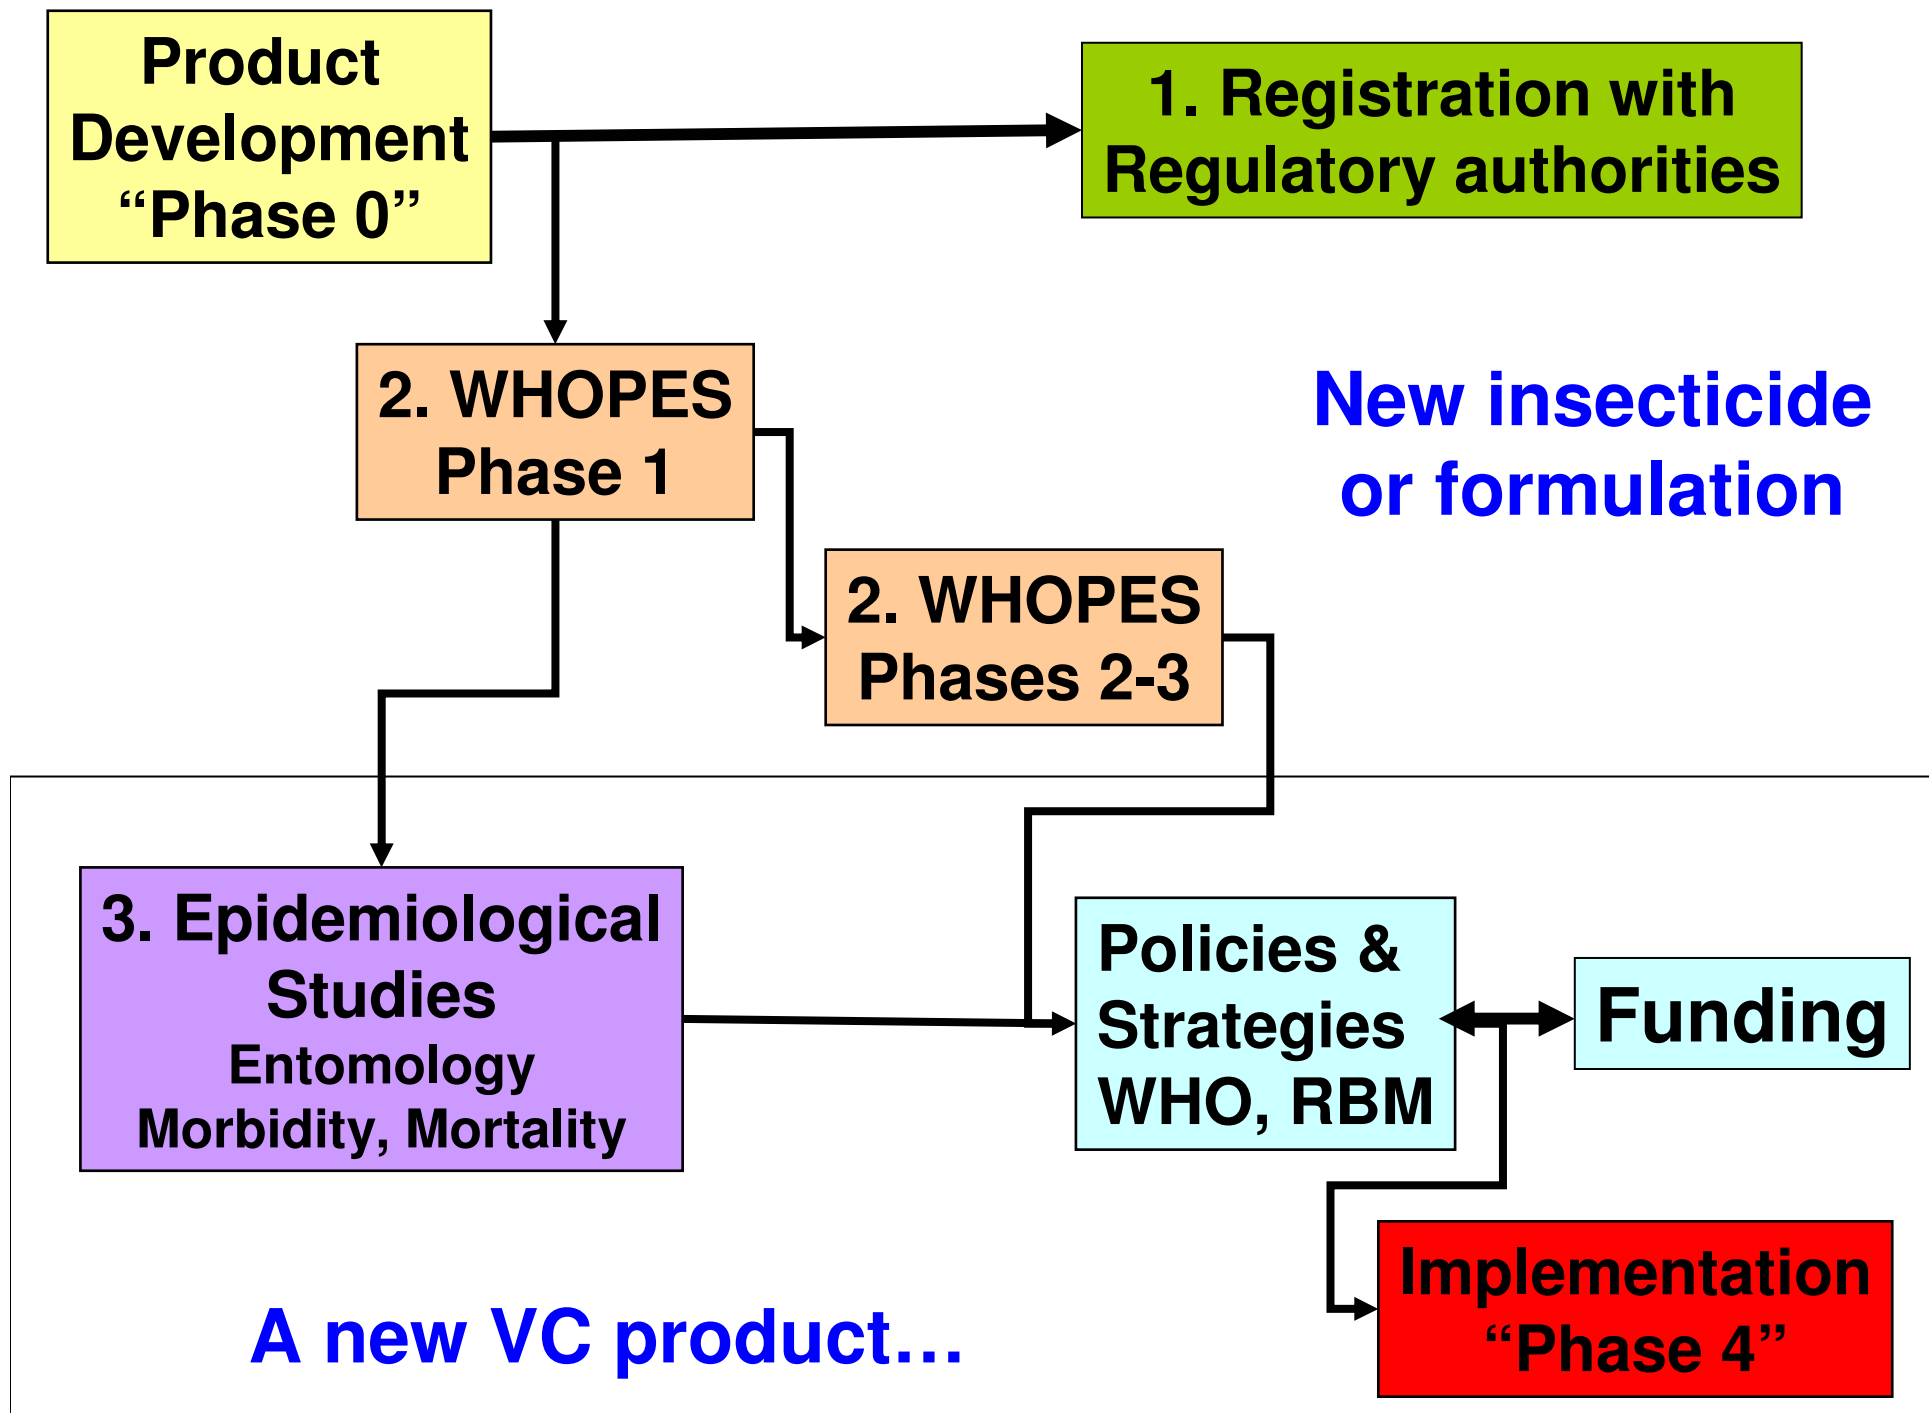 Product
Development
“Phase 0”
1. Registration with
Regulatory authorities
2. WHOPES
Phase 1
New insecticide
or formulation
2. WHOPES
Phases 2-3
3. Epidemiological
Studies
Entomology
Morbidity, Mortality
Policies &
Strategies
WHO, RBM
Funding
Implementation
“Phase 4”
A new VC product…